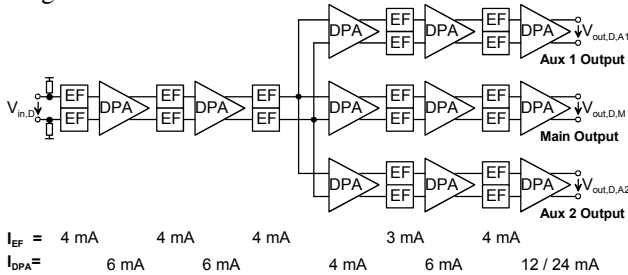 DPA EF EF DPA EF EF DPA V_out,D,A1
Aux 1 Output
V_in,D EF EF DPA EF EF DPA EF EF DPA EF EF DPA EF EF DPA V_out,D,M
Main Output
DPA EF EF DPA EF EF DPA V_out,D,A2
Aux 2 Output
I_EF = 4 mA 4 mA 4 mA 3 mA 4 mA
I_DPA= 6 mA 6 mA 4 mA 6 mA 12 / 24 mA